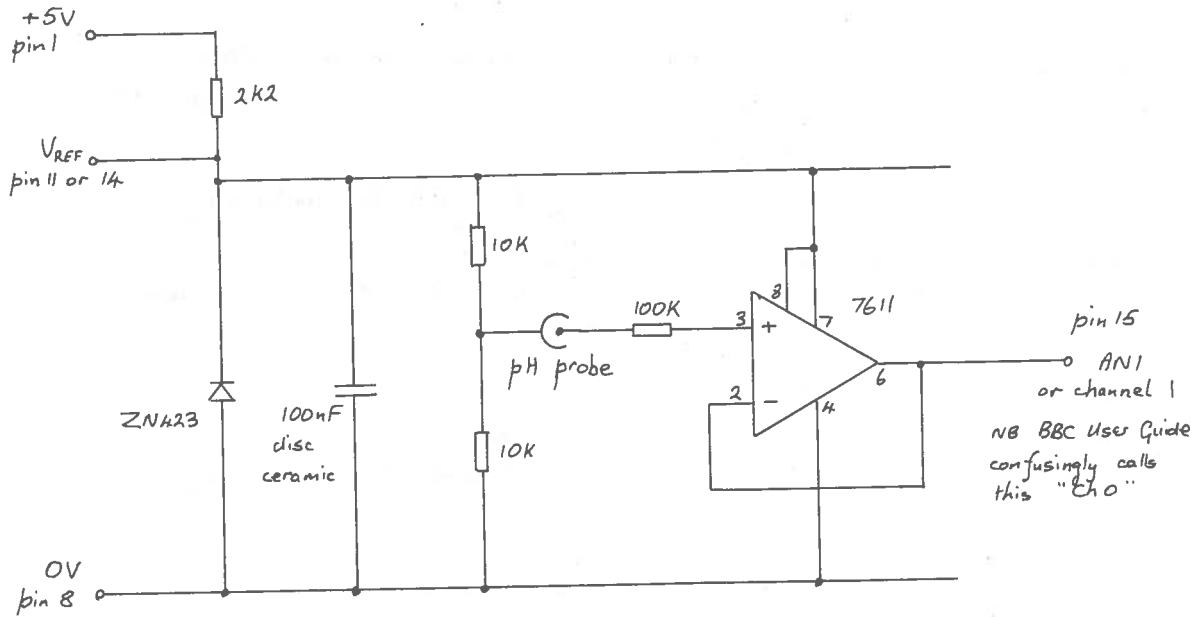 +5V
pin 1
2K2
VREF
pin 11 or 14
10K
100K
8
7611
3
+
7
pin 15
pH probe
6
AN1
or channel 1
2
-
4
ZN423
100nF
disc
ceramic
10K
NB BBC User Guide
confusingly calls
this "Ch0"
0V
pin 8